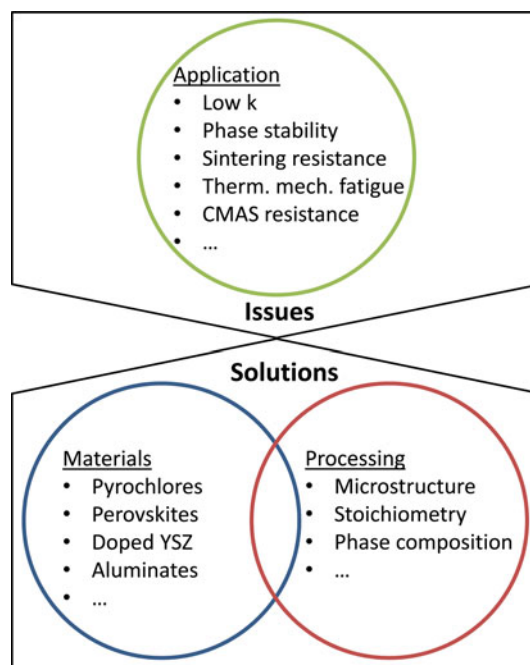 Application
• Low k
• Phase stability
• Sintering resistance
• Therm. mech. fatigue
• CMAS resistance
• ...
Issues
Solutions
Materials
• Pyrochlores
• Perovskites
• Doped YSZ
• Aluminates
• ...
Processing
• Microstructure
• Stoichiometry
• Phase composition
• ...